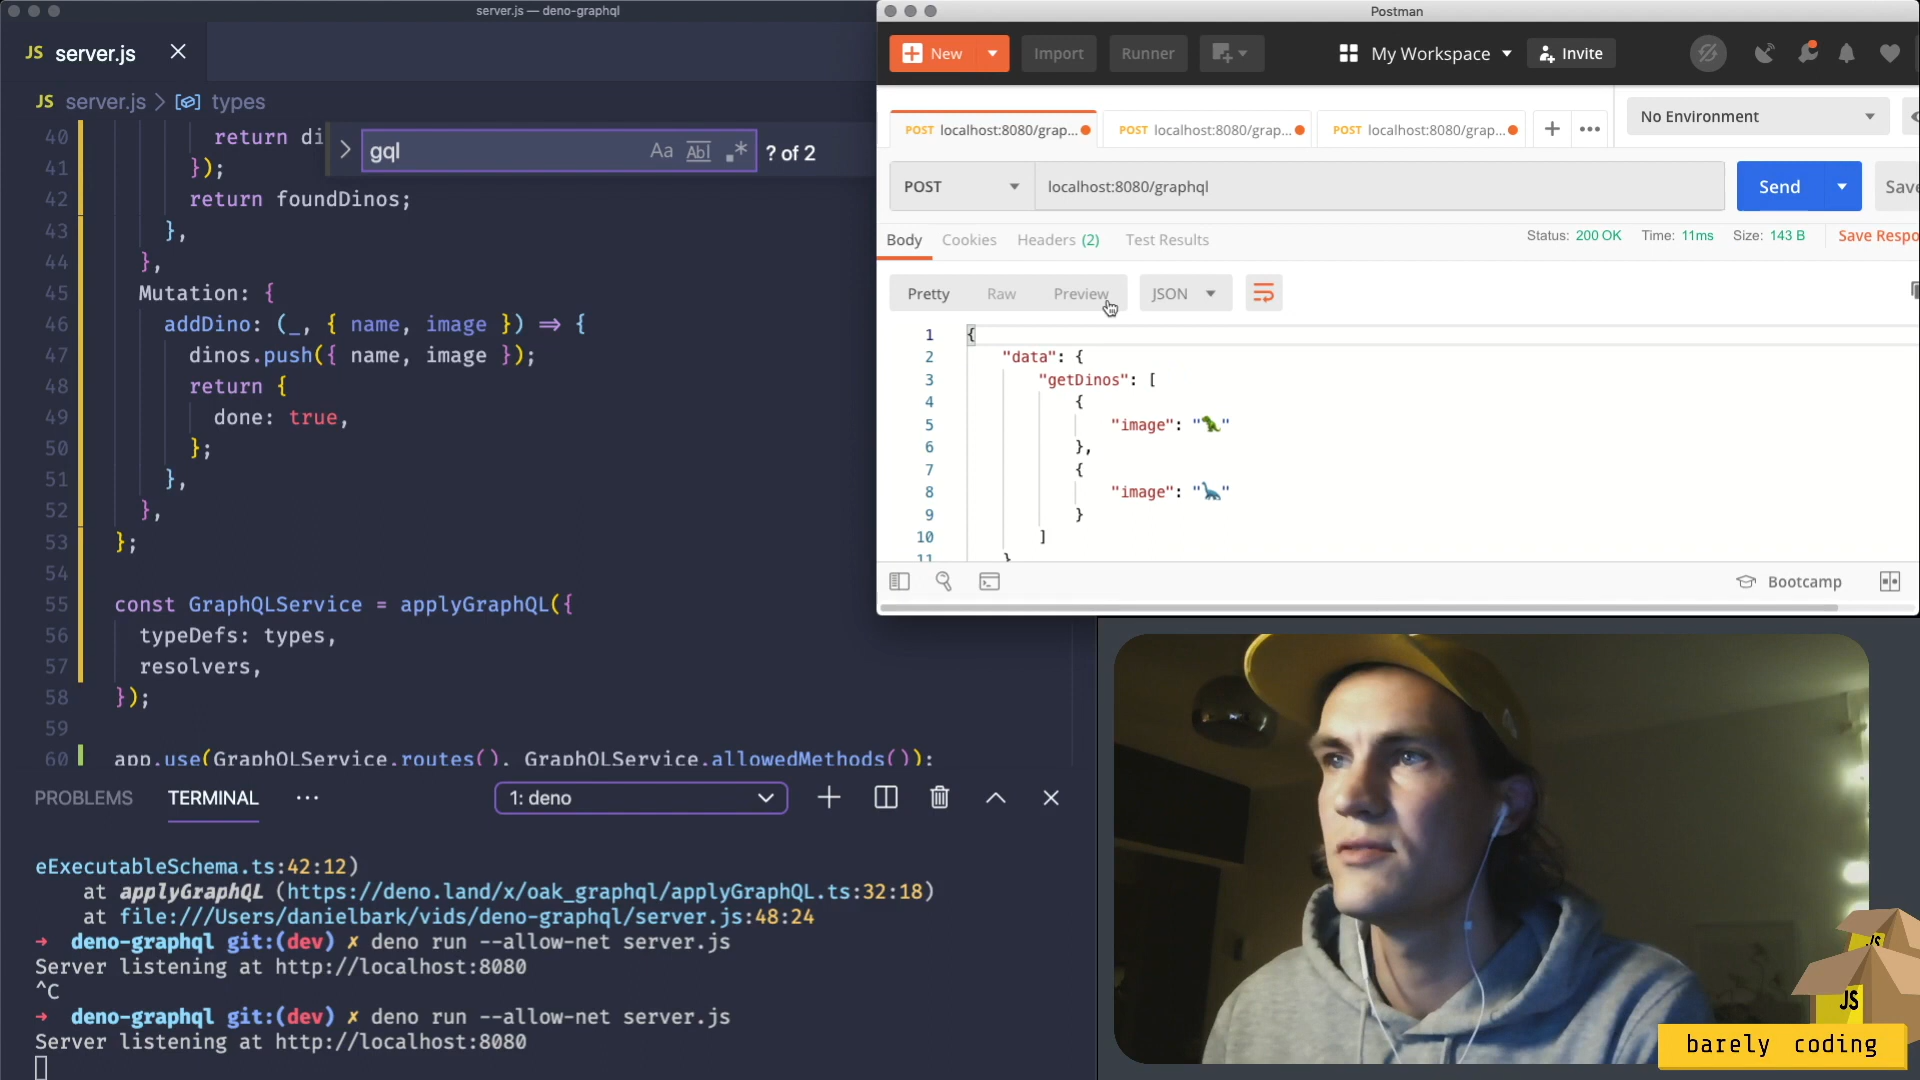 server.js — deno-graphql
JS server.js
JS server.js > types
gql
Aa Abl .* ? of 2
40 return di
41 });
42 return foundDinos;
43 },
44 },
45 Mutation: {
46 addDino: (_, { name, image }) ⇒ {
47 dinos.push({ name, image });
48 return {
49 done: true,
50 };
51 },
52 },
53 };
54
55 const GraphQLService = applyGraphQL({
56 typeDefs: types,
57 resolvers,
58 });
59
60 app.use(GraphQLService.routes(), GraphQLService.allowedMethods());
PROBLEMS TERMINAL ··· 1: deno
eExecutableSchema.ts:42:12)
at applyGraphQL (https://deno.land/x/oak_graphql/applyGraphQL.ts:32:18)
at file:///Users/danielbark/vids/deno-graphql/server.js:48:24
→ deno-graphql git:(dev) ✗ deno run --allow-net server.js
Server listening at http://localhost:8080
^C
→ deno-graphql git:(dev) ✗ deno run --allow-net server.js
Server listening at http://localhost:8080
Postman
New Import Runner My Workspace Invite
POST localhost:8080/grap... POST localhost:8080/grap... POST localhost:8080/grap... + ··· No Environment
POST localhost:8080/graphql Send Save
Body Cookies Headers (2) Test Results Status: 200 OK Time: 11ms Size: 143 B Save Respo
Pretty Raw Preview JSON
1 {
2 "data": {
3 "getDinos": [
4 {
5 "image": "🦖"
6 },
7 {
8 "image": "🦕"
9 }
10 ]
11 }
Bootcamp
JS
JS
barely coding